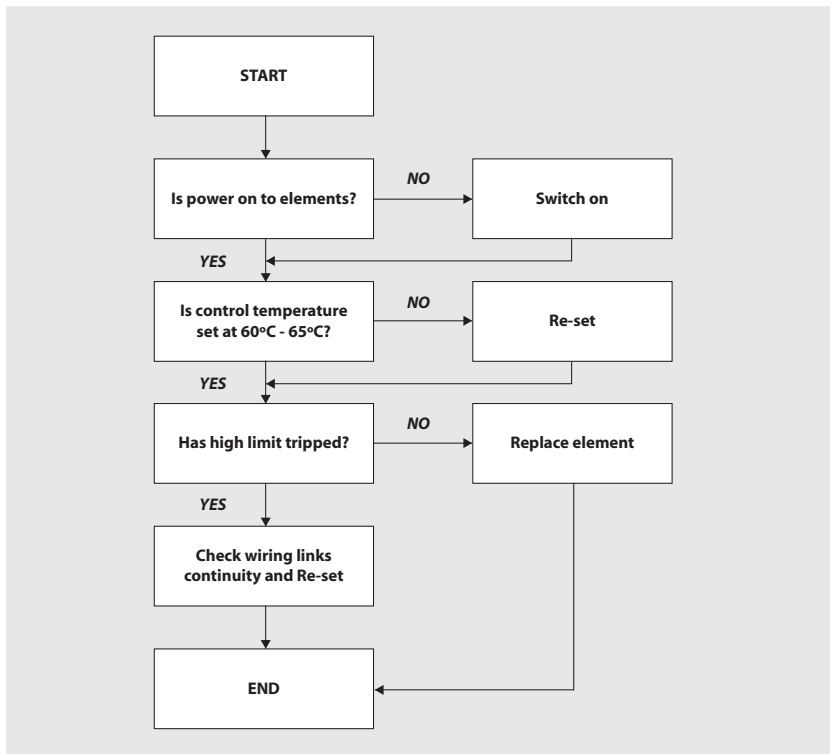 START
Is power on to elements?
NO
Switch on
YES
Is control temperature
set at 60ºC - 65ºC?
NO
Re-set
YES
Has high limit tripped?
NO
Replace element
YES
Check wiring links
continuity and Re-set
END